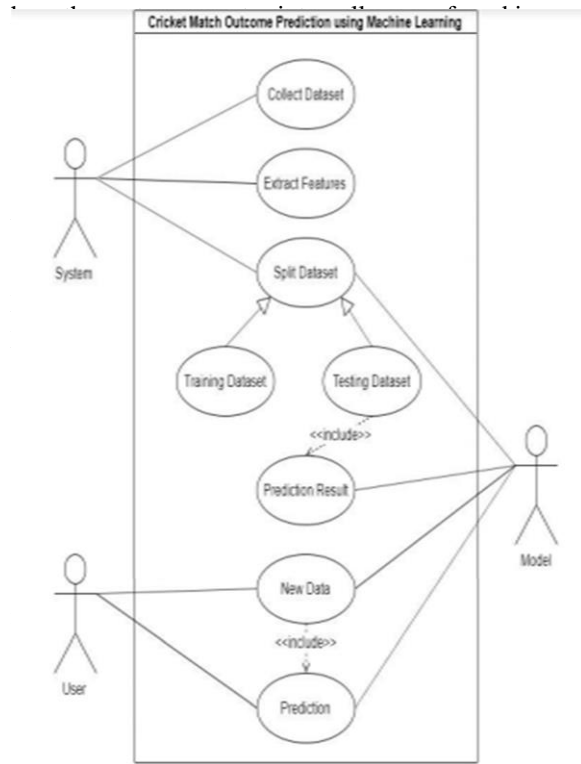 Cricket Match Outcome Prediction using Machine Learning
Collect Dataset
Extract Features
System
Split Dataset
Training Dataset
Testing Dataset
<<include>>
Prediction Result
Model
New Data
<<include>>
User
Prediction